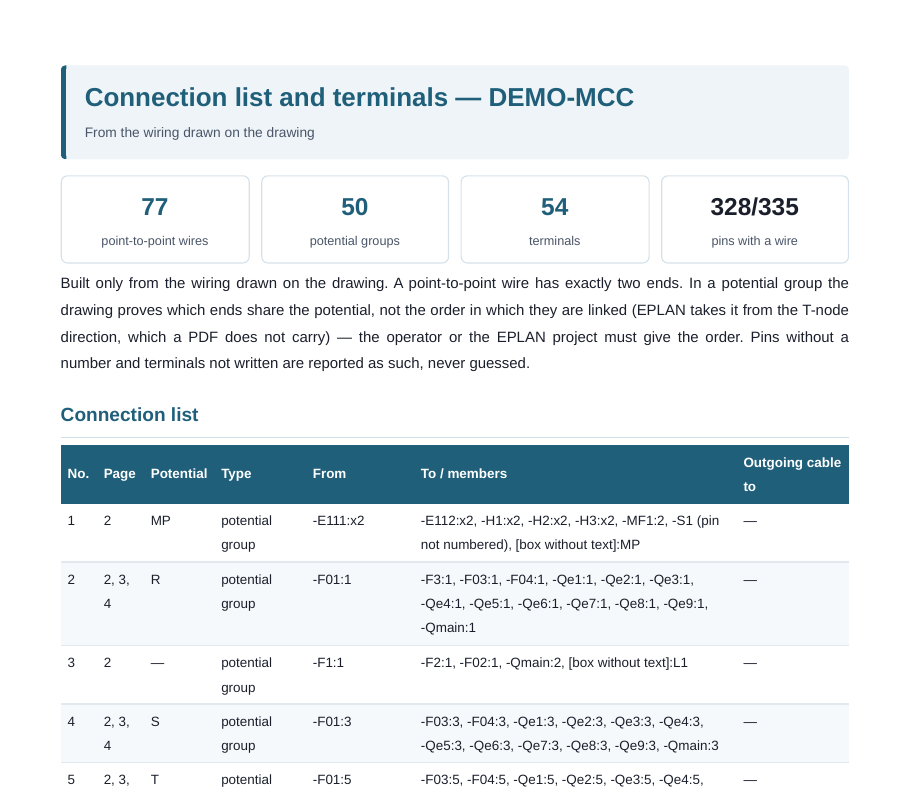 Connection list and terminals — DEMO-MCC
From the wiring drawn on the drawing
77
point-to-point wires
50
potential groups
54
terminals
328/335
pins with a wire
Built only from the wiring drawn on the drawing. A point-to-point wire has exactly two ends. In a potential group the
drawing proves which ends share the potential, not the order in which they are linked (EPLAN takes it from the T-node
direction, which a PDF does not carry) — the operator or the EPLAN project must give the order. Pins without a
number and terminals not written are reported as such, never guessed.
Connection list
No. Page Potential Type From To / members Outgoing cable
to
1 2 MP potential -E111:x2 -E112:x2, -H1:x2, -H2:x2, -H3:x2, -MF1:2, -S1 (pin —
group not numbered), [box without text]:MP
2 2, 3, R potential -F01:1 -F3:1, -F03:1, -F04:1, -Qe1:1, -Qe2:1, -Qe3:1, —
4 group -Qe4:1, -Qe5:1, -Qe6:1, -Qe7:1, -Qe8:1, -Qe9:1,
-Qmain:1
3 2 — potential -F1:1 -F2:1, -F02:1, -Qmain:2, [box without text]:L1 —
group
4 2, 3, S potential -F01:3 -F03:3, -F04:3, -Qe1:3, -Qe2:3, -Qe3:3, -Qe4:3, —
4 group -Qe5:3, -Qe6:3, -Qe7:3, -Qe8:3, -Qe9:3, -Qmain:3
5 2, 3, T potential -F01:5 -F03:5, -F04:5, -Qe1:5, -Qe2:5, -Qe3:5, -Qe4:5, —